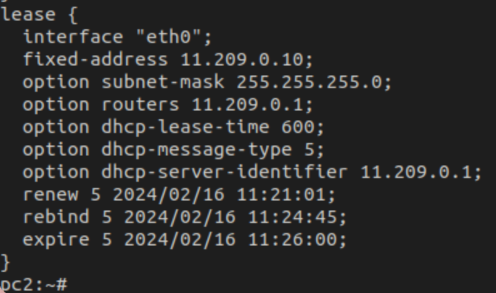 lease {
  interface "eth0";
  fixed-address 11.209.0.10;
  option subnet-mask 255.255.255.0;
  option routers 11.209.0.1;
  option dhcp-lease-time 600;
  option dhcp-message-type 5;
  option dhcp-server-identifier 11.209.0.1;
  renew 5 2024/02/16 11:21:01;
  rebind 5 2024/02/16 11:24:45;
  expire 5 2024/02/16 11:26:00;
}
pc2:~#